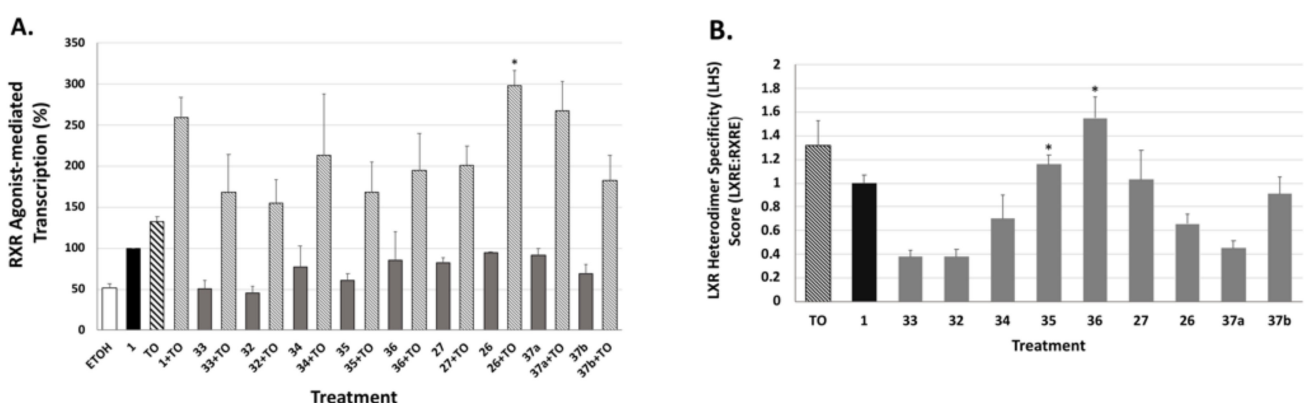 A.
RXR Agonist-mediated
Transcription (%)
350
300
250
200
150
100
50
0
*
ETOH
1
TO
1+TO
33
33+TO
32
32+TO
34
34+TO
35
35+TO
36
36+TO
27
27+TO
26
26+TO
37a
37a+TO
37b
37b+TO
Treatment
B.
LXR Heterodimer Specificity (LHS)
Score (LXRE:RXRE)
2
1.8
1.6
1.4
1.2
1
0.8
0.6
0.4
0.2
0
*
*
TO
1
33
32
34
35
36
27
26
37a
37b
Treatment